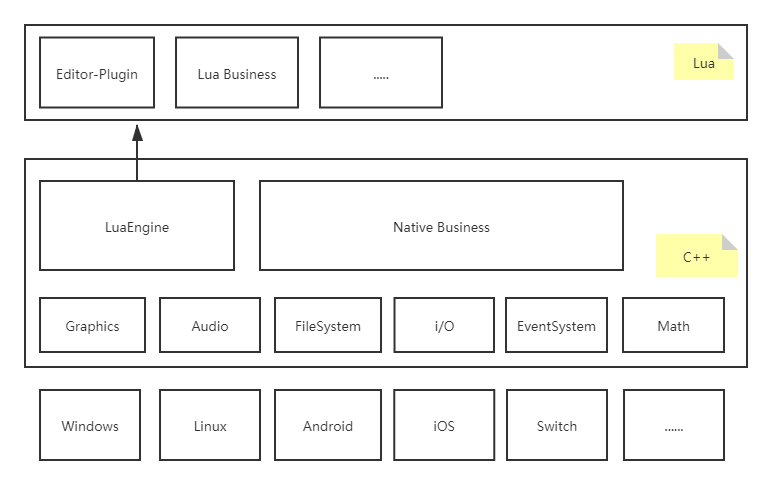 Editor-Plugin
Lua Business
.....
Lua
LuaEngine
Native Business
C++
Graphics
Audio
FileSystem
i/O
EventSystem
Math
Windows
Linux
Android
iOS
Switch
......